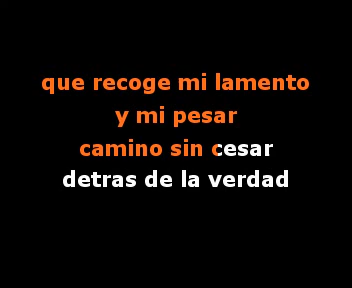 que recoge mi lamento
y mi pesar
camino sin cesar
detras de la verdad